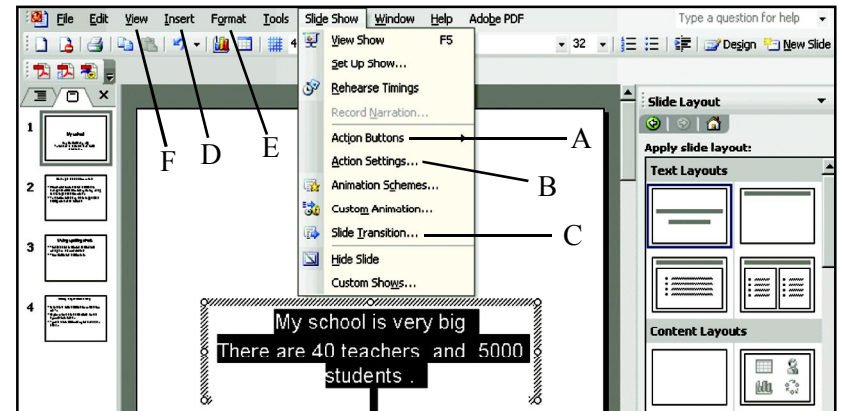 File Edit View Insert Format Tools Slide Show Window Help Adobe PDF Type a question for help
4 32 Design New Slide
View Show F5
Set Up Show...
Rehearse Timings
Record Narration...
Action Buttons
Action Settings...
Animation Schemes...
Custom Animation...
Slide Transition...
Hide Slide
Custom Shows...
F D E A
B
C
1
My school
2
3
4
My school is very big
There are 40 teachers and 5000
students .
Slide Layout
Apply slide layout:
Text Layouts
Content Layouts